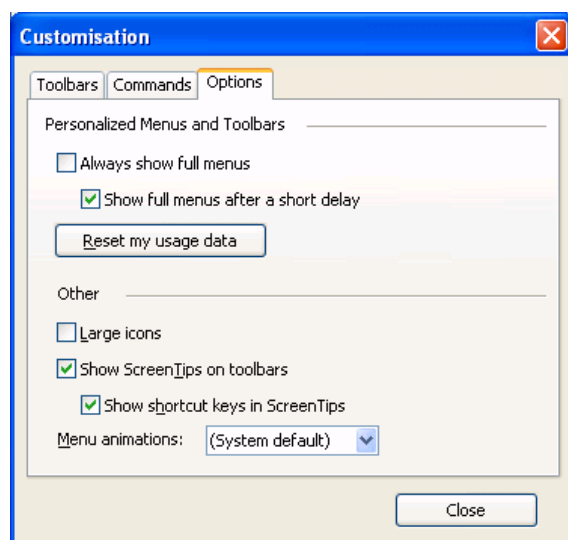 Customisation
Toolbars Commands Options
Personalized Menus and Toolbars
Always show full menus
Show full menus after a short delay
Reset my usage data
Other
Large icons
Show ScreenTips on toolbars
Show shortcut keys in ScreenTips
Menu animations: (System default)
Close